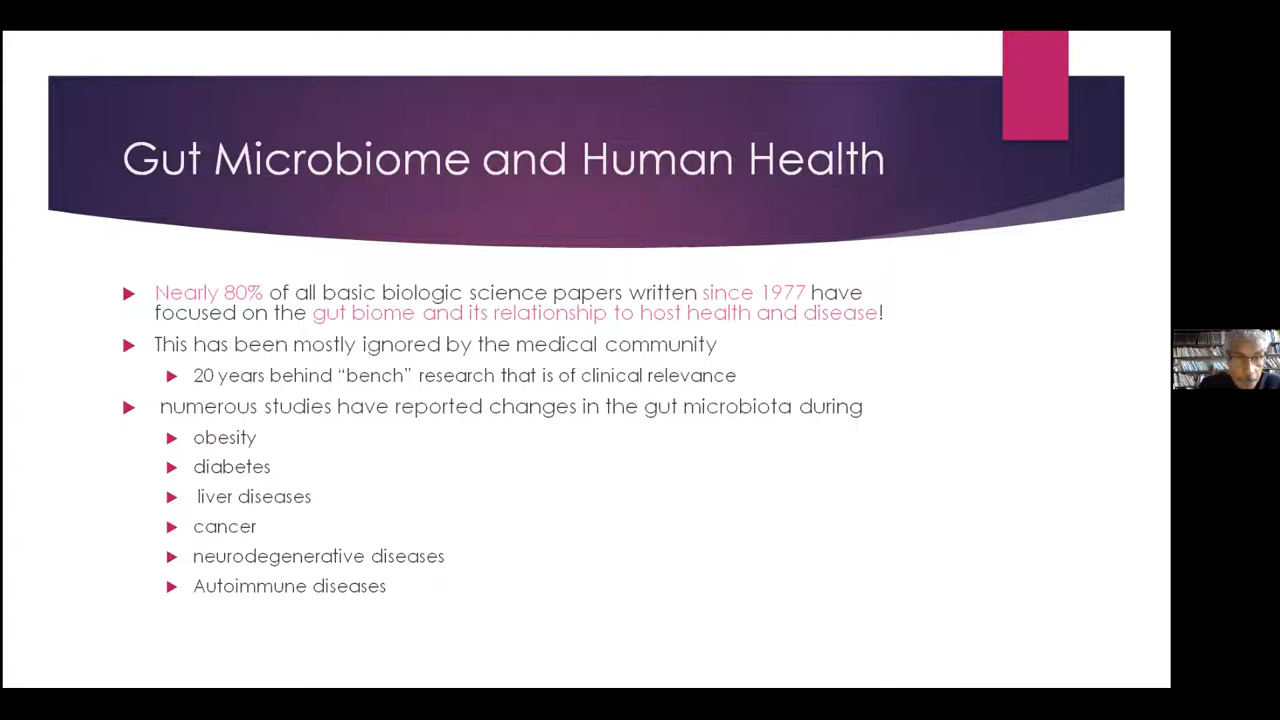 Gut Microbiome and Human Health
Nearly 80% of all basic biologic science papers written since 1977 have
focused on the gut biome and its relationship to host health and disease!
This has been mostly ignored by the medical community
20 years behind “bench” research that is of clinical relevance
numerous studies have reported changes in the gut microbiota during
obesity
diabetes
liver diseases
cancer
neurodegenerative diseases
Autoimmune diseases